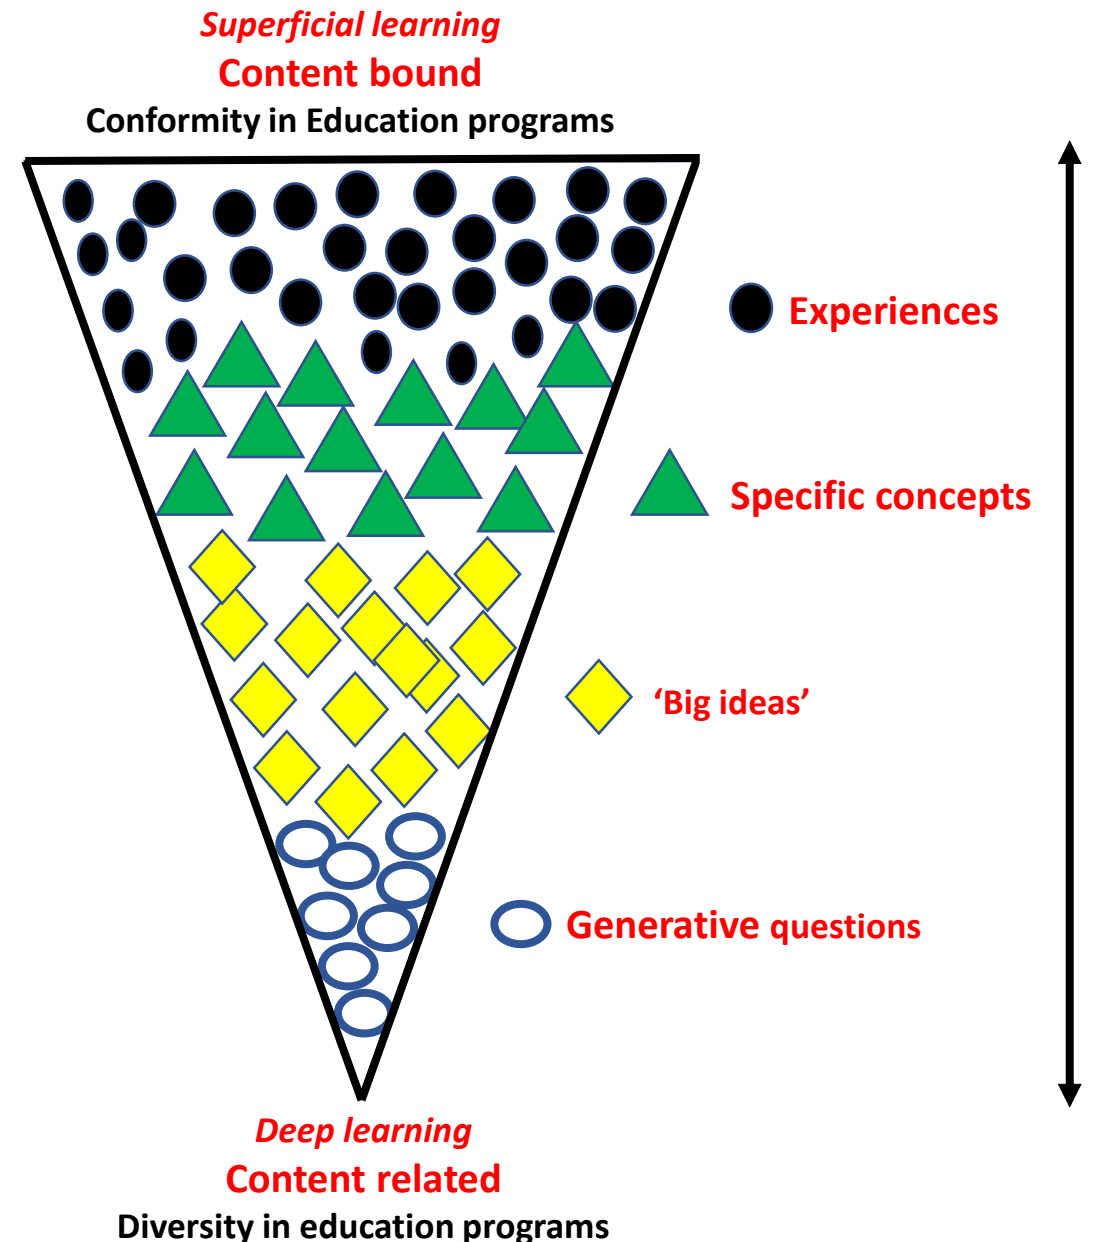 Superficial learning
Content bound
Conformity in Education programs
Experiences
Specific concepts
‘Big ideas’
Generative questions
Deep learning
Content related
Diversity in education programs